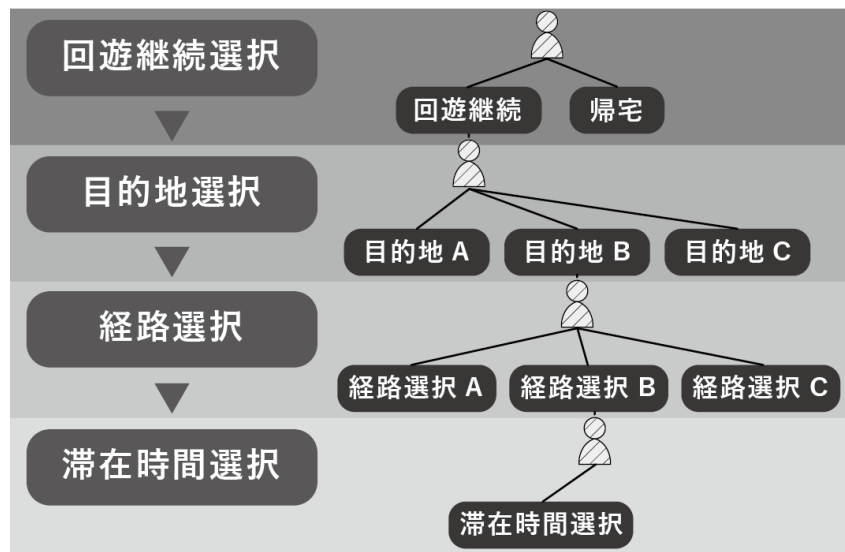 回遊継続選択
回遊継続
帰宅
目的地選択
目的地 A
目的地 B
目的地 C
経路選択
経路選択 A
経路選択 B
経路選択 C
滞在時間選択
滞在時間選択